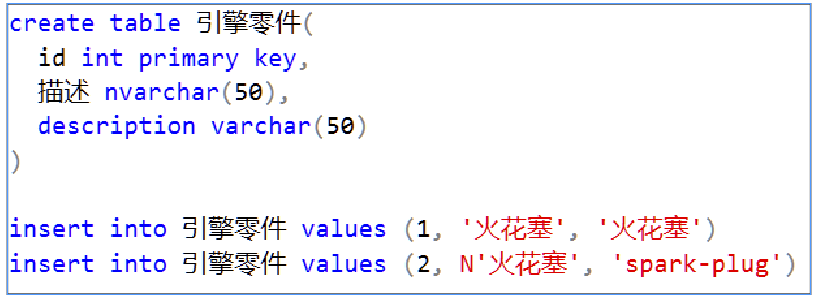 create table 引擎零件(
id int primary key,
描述 nvarchar(50),
description varchar(50)
)
insert into 引擎零件 values (1, '火花塞', '火花塞')
insert into 引擎零件 values (2, N'火花塞', 'spark-plug')